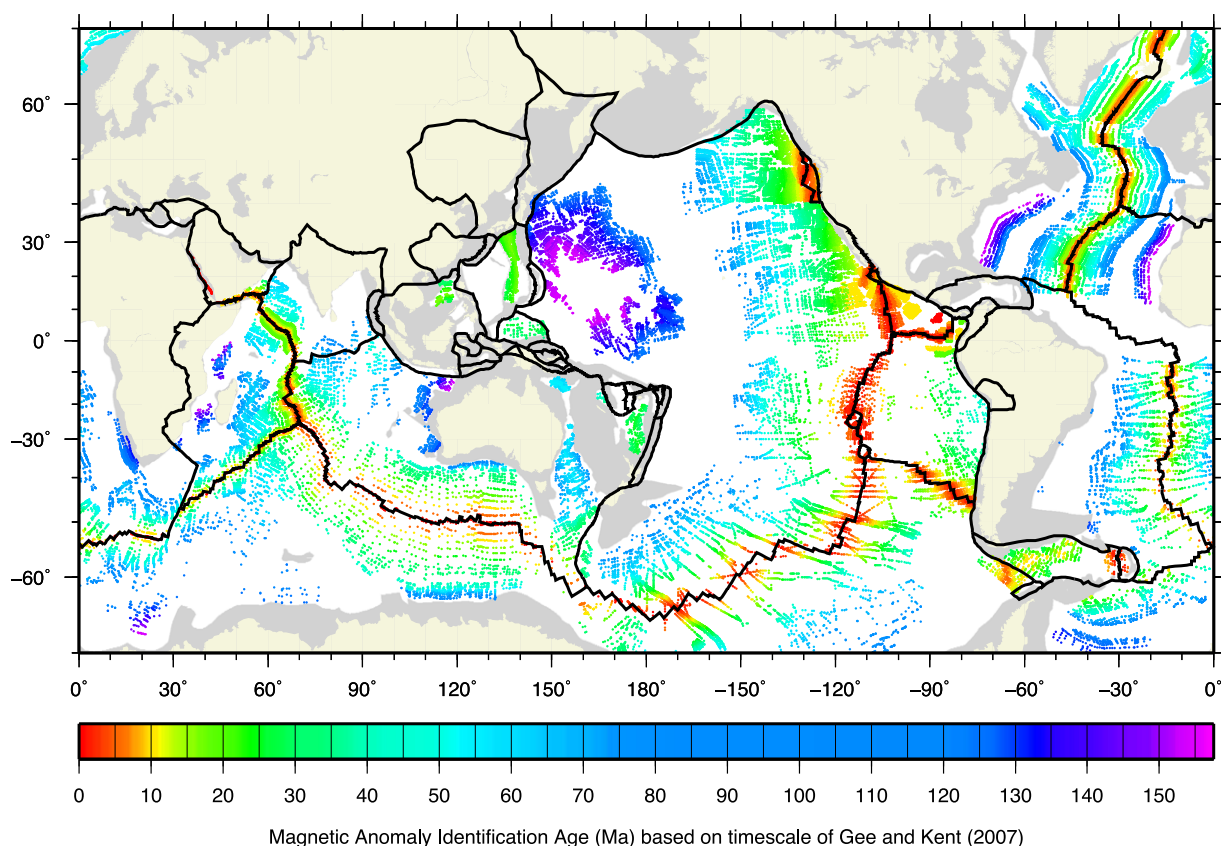 60°
30°
0°
−30°
−60°
0° 30° 60° 90° 120° 150° 180° −150° −120° −90° −60° −30° 0°
0 10 20 30 40 50 60 70 80 90 100 110 120 130 140 150
Magnetic Anomaly Identification Age (Ma) based on timescale of Gee and Kent (2007)